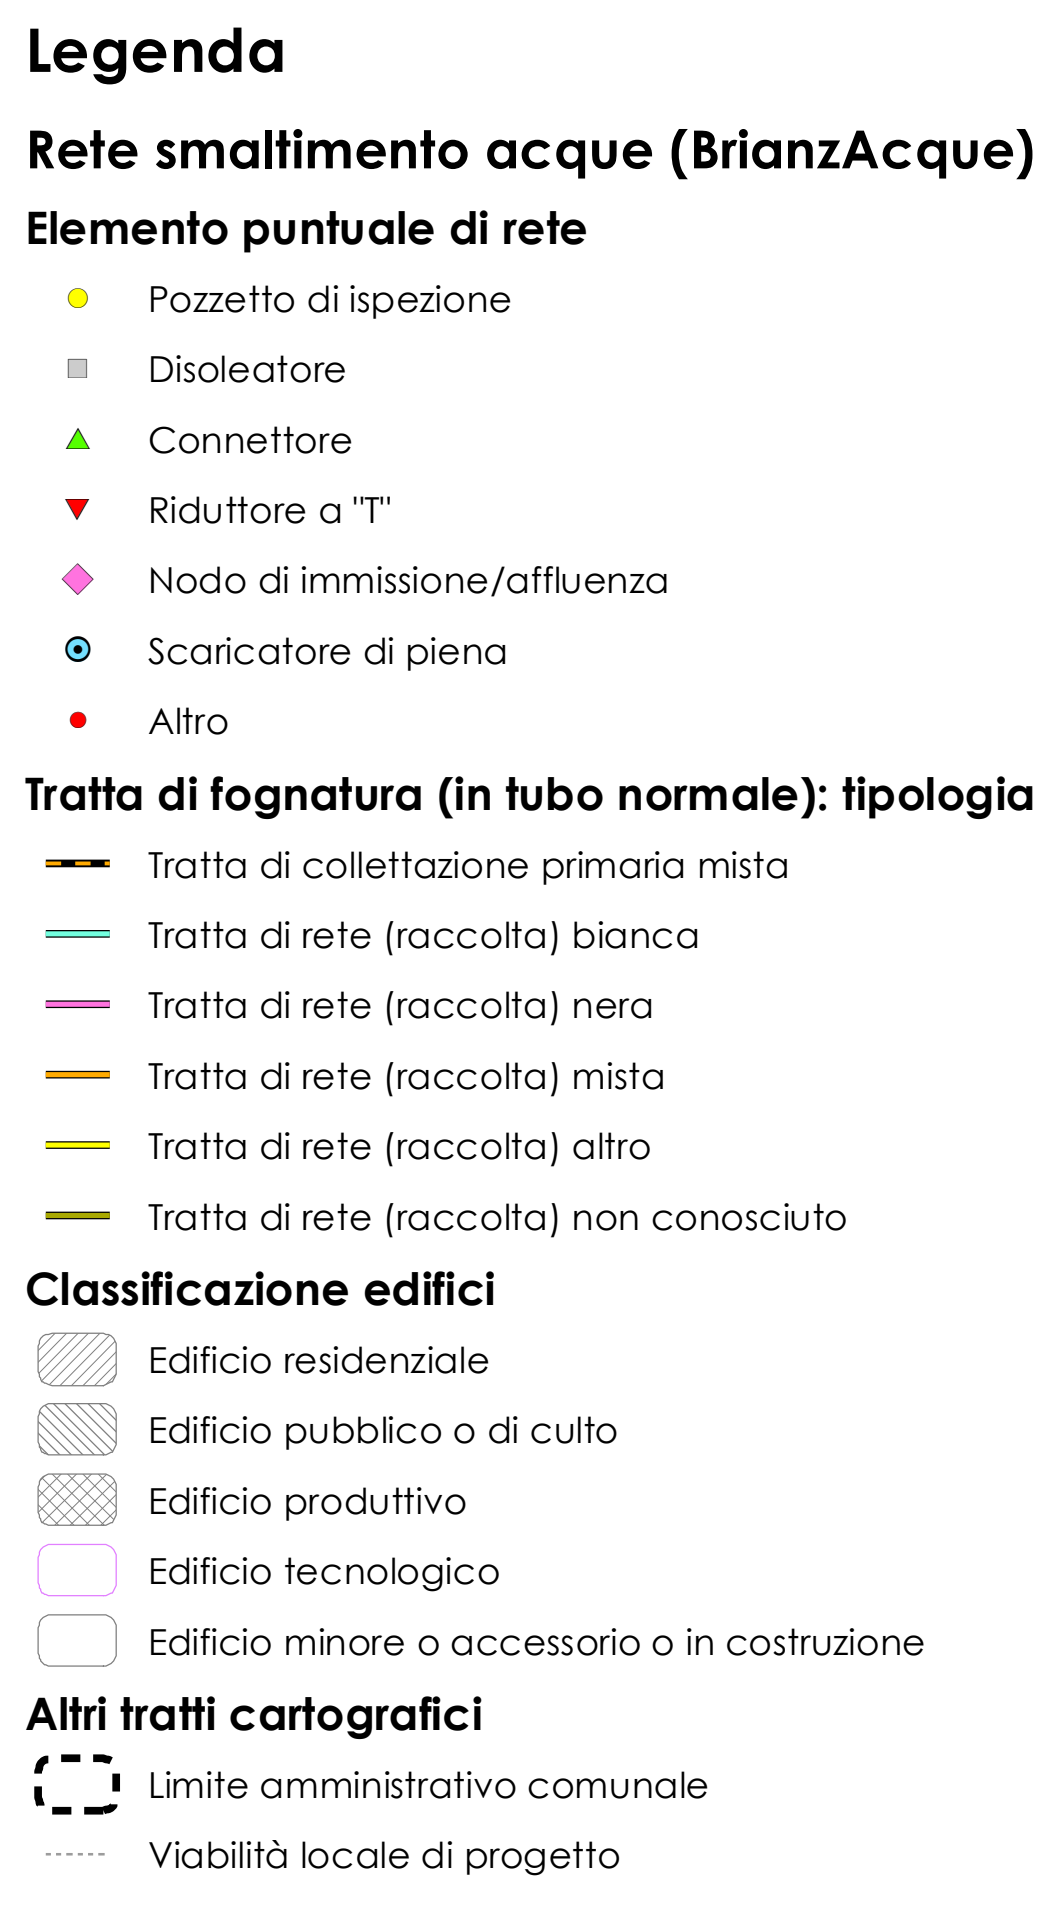 Legenda
Rete smaltimento acque (BrianzAcque)
Elemento puntuale di rete
Pozzetto di ispezione
Disoleatore
Connettore
Riduttore a "T"
Nodo di immissione/affluenza
Scaricatore di piena
Altro
Tratta di fognatura (in tubo normale): tipologia
Tratta di collettazione primaria mista
Tratta di rete (raccolta) bianca
Tratta di rete (raccolta) nera
Tratta di rete (raccolta) mista
Tratta di rete (raccolta) altro
Tratta di rete (raccolta) non conosciuto
Classificazione edifici
Edificio residenziale
Edificio pubblico o di culto
Edificio produttivo
Edificio tecnologico
Edificio minore o accessorio o in costruzione
Altri tratti cartografici
Limite amministrativo comunale
Viabilità locale di progetto